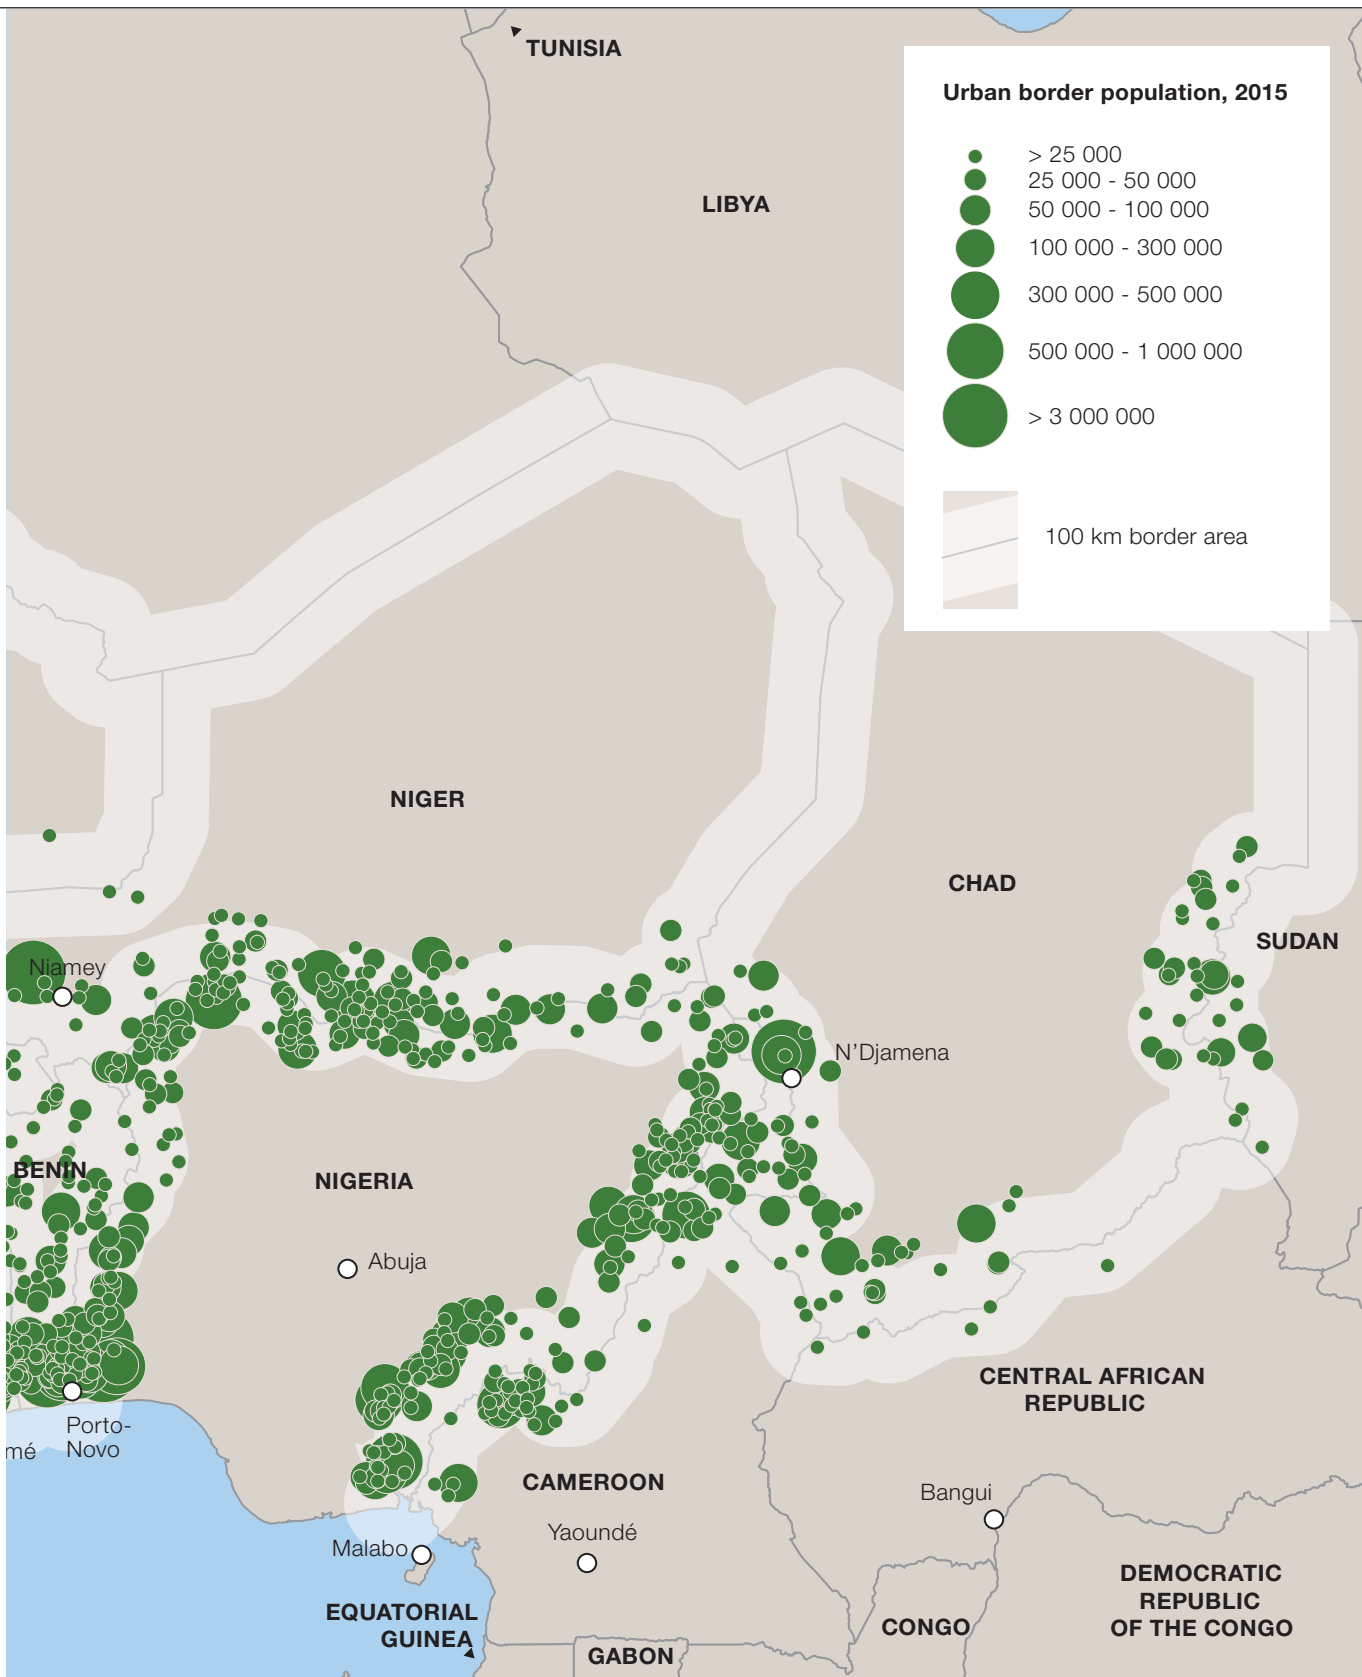 TUNISIA
Urban border population, 2015
> 25 000
25 000 - 50 000
50 000 - 100 000
100 000 - 300 000
300 000 - 500 000
500 000 - 1 000 000
> 3 000 000
100 km border area
LIBYA
NIGER
CHAD
SUDAN
Niamey
N’Djamena
BENIN
NIGERIA
Abuja
CENTRAL AFRICAN
REPUBLIC
Porto-
Novo
mé
CAMEROON
Bangui
Yaoundé
Malabo
DEMOCRATIC
REPUBLIC
OF THE CONGO
EQUATORIAL
GUINEA
CONGO
GABON